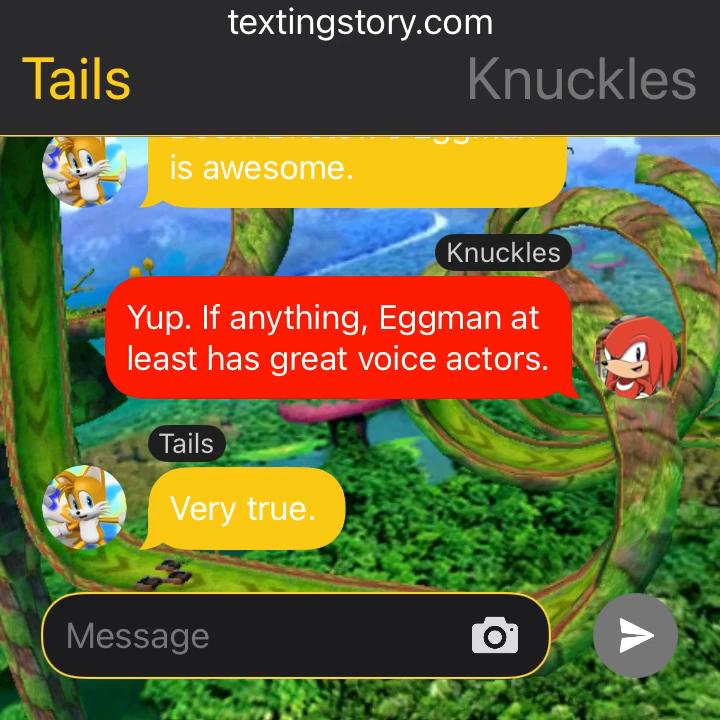 textingstory.com
Tails
Knuckles
is awesome.
Knuckles
Yup. If anything, Eggman at
least has great voice actors.
Tails
Very true.
Message